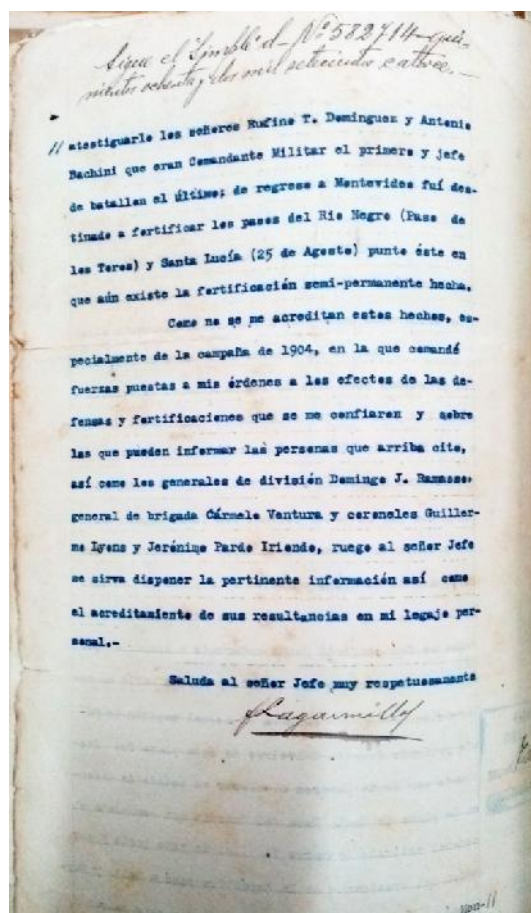 Sigue el "Timbre" d- Nº 582714 - qui-
nientos ochenta y dos mil setecientos catorce. -
// atestiguarle los señores Rufino T. Dominguez y Antonio
Bachini que eran Comandante Militar el primero y jefe
de batallon el último; de regreso a Montevideo fuí des-
tinado a fortificar los pasos del Rio Negro (Paso de
los Toros) y Santa Lucía (25 de Agosto) punto éste en
que aún existe la fortificación semi-permanente hecha.
Como no se me acreditan estos hechos, es-
pecialmente de la campaña de 1904, en la que comandé
fuerzas puestas a mis órdenes a los efectos de las de-
fensas y fortificaciones que se me confiaron y sobre
las que pueden informar las personas que arriba cito,
así como los generales de división Domingo J. Ramasso,
general de brigada Cármelo Ventura y coroneles Guiller-
mo Lyons y Jerónimo Pardo Iriondo, ruego al señor Jefe
se sirva disponer la pertinente información así como
el acreditamiento de sus resultancias en mi legajo per-
sonal.-
Saluda al señor Jefe muy respetuosamente